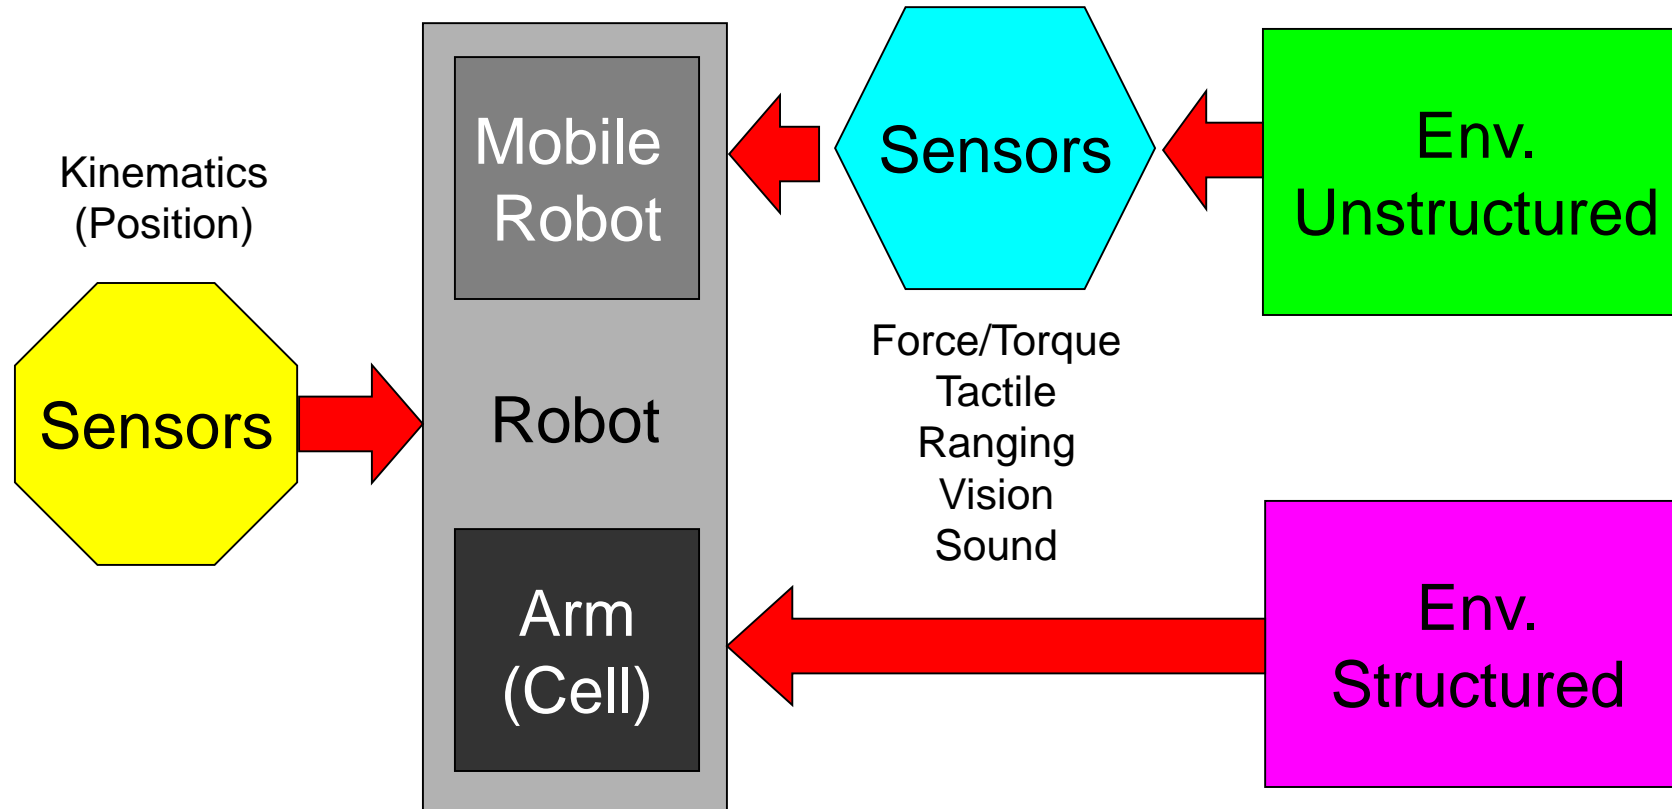 Kinematics
(Position)
Sensors
Mobile
Robot
Robot
Arm
(Cell)
Sensors
Force/Torque
Tactile
Ranging
Vision
Sound
Env.
Unstructured
Env.
Structured